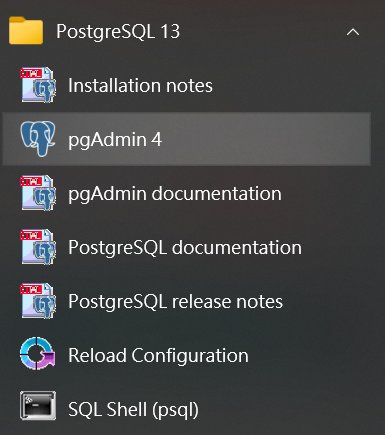 PostgreSQL 13
Installation notes
pgAdmin 4
pgAdmin documentation
PostgreSQL documentation
PostgreSQL release notes
Reload Configuration
SQL Shell (psql)